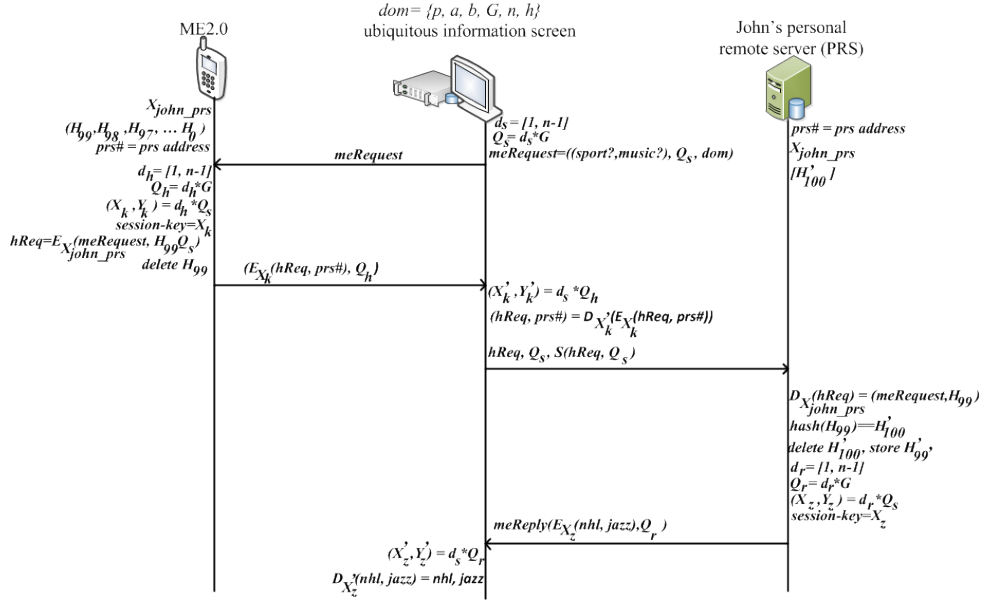 dom= {p, a, b, G, n, h}
ME2.0
ubiquitous information screen
John's personal
remote server (PRS)
X_john_prs
(H_99,H_98,H_97, ... H_0)
prs# = prs address
d_s= [1, n-1]
Q_s= d_s*G
meRequest=((sport?,music?), Q_s, dom)
prs# = prs address
X_john_prs
[H'_100]
meRequest
d_h= [1, n-1]
Q_h= d_h*G
(X_k,Y_k) = d_h*Q_s
session-key=X_k
hReq=E_X_john_prs(meRequest, H_99Q_s)
delete H_99
(E_X_k(hReq, prs#), Q_h)
(X'_k,Y'_k) = d_s*Q_h
(hReq, prs#) = D_X'_k(E_X_k(hReq, prs#))
hReq, Q_s, S(hReq, Q_s)
D_X_john_prs(hReq) = (meRequest,H_99)
hash(H_99)==H'_100
delete H'_100, store H'_99,
d_r= [1, n-1]
Q_r= d_r*G
(X_z,Y_z) = d_r*Q_s
session-key=X_z
meReply(E_X_z(nhl, jazz),Q_r)
(X'_z,Y'_z) = d_s*Q_r
D_X'_z(nhl, jazz) = nhl, jazz